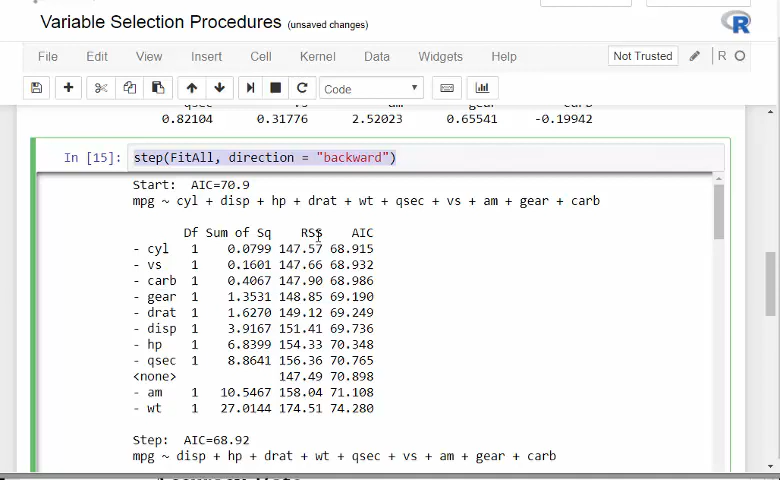 Variable Selection Procedures (unsaved changes)
File Edit View Insert Cell Kernel Data Widgets Help Not Trusted R
Code
qsec vs am gear carb
0.82104 0.31776 2.52023 0.65541 -0.19942
In [15]: step(FitAll, direction = "backward")
Start: AIC=70.9
mpg ~ cyl + disp + hp + drat + wt + qsec + vs + am + gear + carb
Df Sum of Sq RSS AIC
- cyl 1 0.0799 147.57 68.915
- vs 1 0.1601 147.66 68.932
- carb 1 0.4067 147.90 68.986
- gear 1 1.3531 148.85 69.190
- drat 1 1.6270 149.12 69.249
- disp 1 3.9167 151.41 69.736
- hp 1 6.8399 154.33 70.348
- qsec 1 8.8641 156.36 70.765
<none> 147.49 70.898
- am 1 10.5467 158.04 71.108
- wt 1 27.0144 174.51 74.280
Step: AIC=68.92
mpg ~ disp + hp + drat + wt + qsec + vs + am + gear + carb